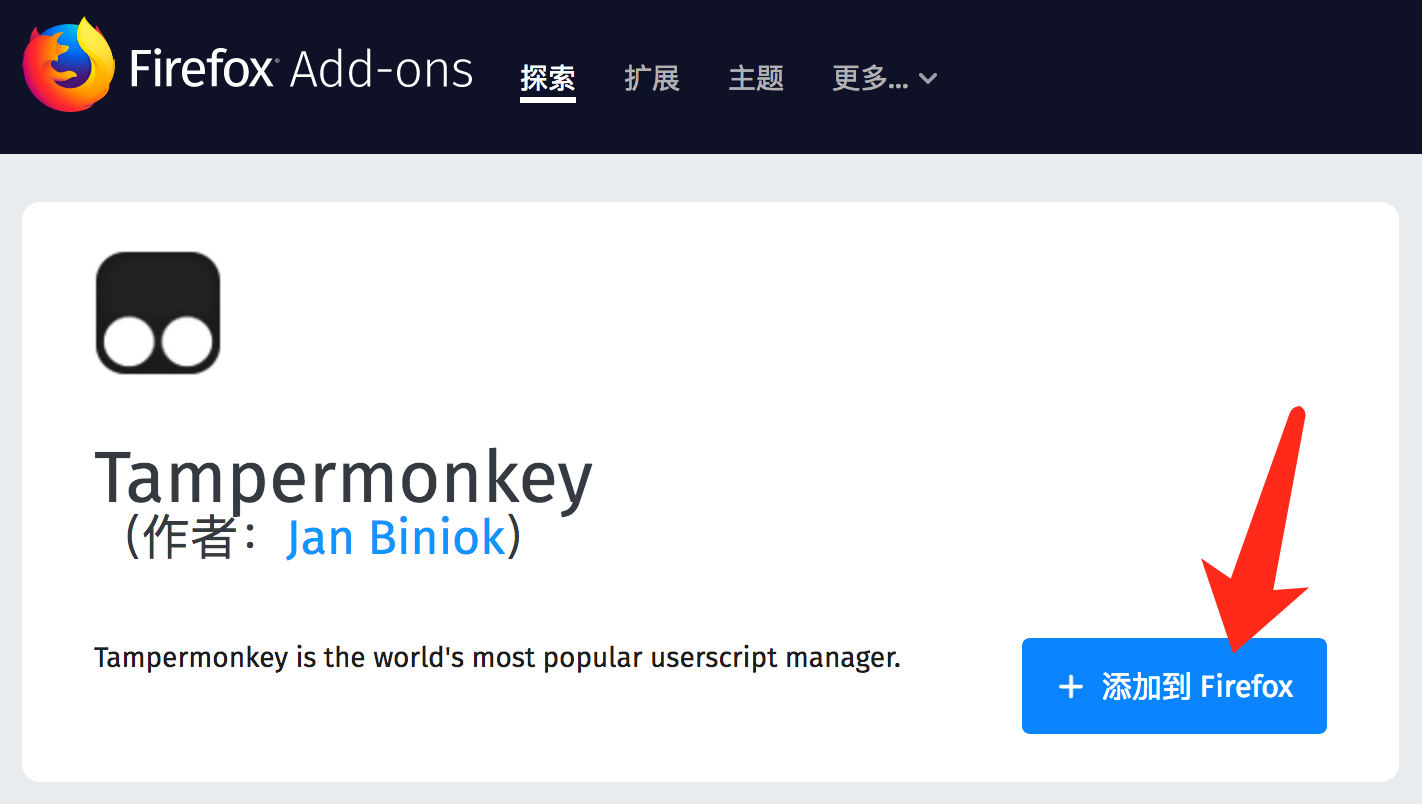 Firefox Add-ons 探索 扩展 主题 更多...
Tampermonkey
(作者：Jan Biniok)
Tampermonkey is the world's most popular userscript manager.
+ 添加到 Firefox